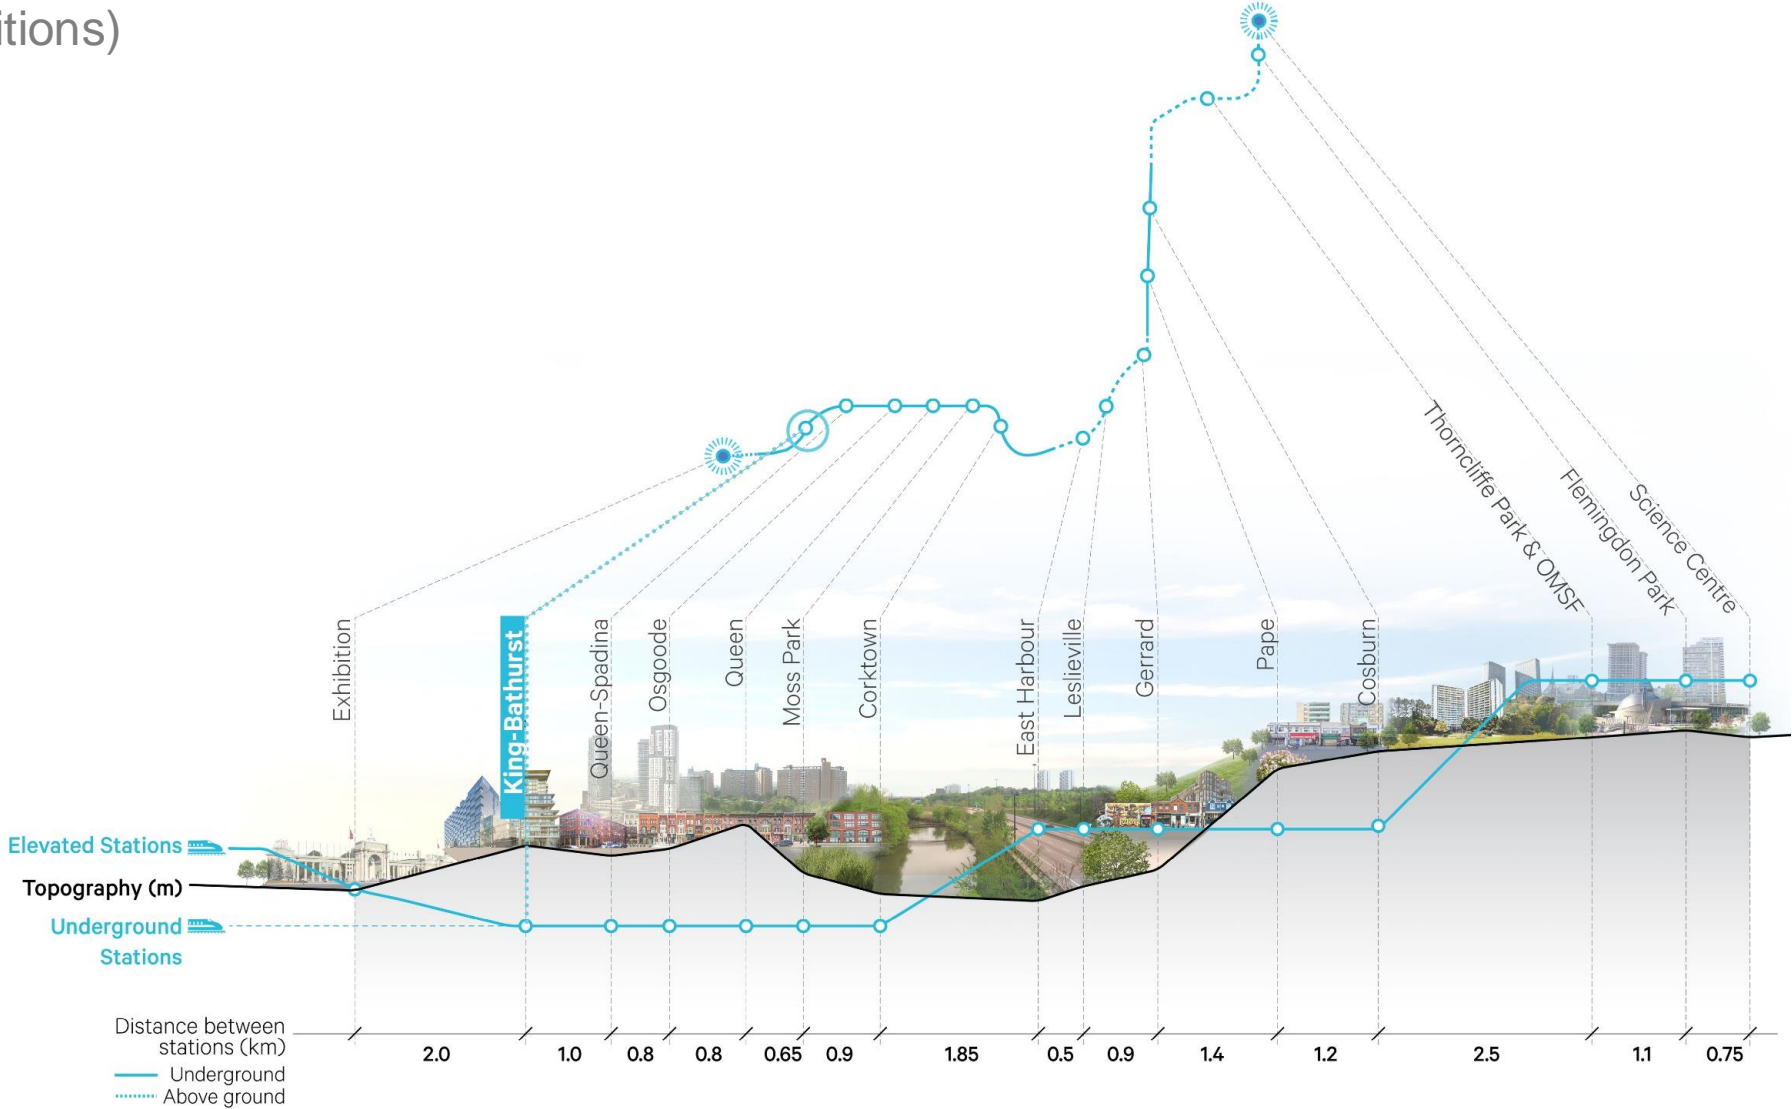 itions)
Exhibition
King-Bathurst
Queen-Spadina
Osgoode
Queen
Moss Park
Corktown
East Harbour
Leslieville
Gerrard
Pape
Cosburn
Thorncliffe Park & OMSF
Flemingdon Park
Science Centre
Elevated Stations
Topography (m)
Underground
Stations
Distance between
stations (km)
2.0 1.0 0.8 0.8 0.65 0.9 1.85 0.5 0.9 1.4 1.2 2.5 1.1 0.75
Underground
Above ground